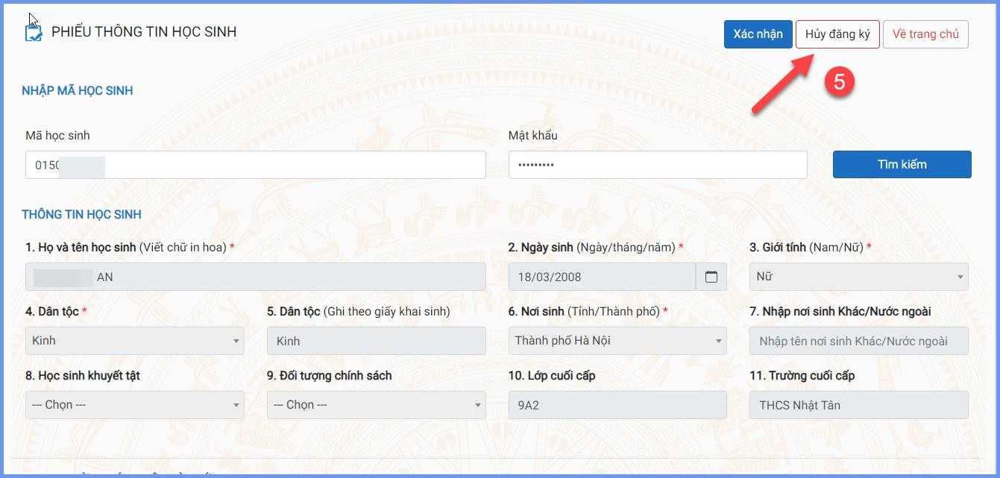 PHIẾU THÔNG TIN HỌC SINH
Xác nhận Hủy đăng ký Về trang chủ
5
NHẬP MÃ HỌC SINH
Mã học sinh Mật khẩu
0150 ••••••••• Tìm kiếm
THÔNG TIN HỌC SINH
1. Họ và tên học sinh (Viết chữ in hoa) * 2. Ngày sinh (Ngày/tháng/năm) * 3. Giới tính (Nam/Nữ) *
AN 18/03/2008 Nữ
4. Dân tộc * 5. Dân tộc (Ghi theo giấy khai sinh) 6. Nơi sinh (Tỉnh/Thành phố) * 7. Nhập nơi sinh Khác/Nước ngoài
Kinh Kinh Thành phố Hà Nội Nhập tên nơi sinh Khác/Nước ngoài
8. Học sinh khuyết tật 9. Đối tượng chính sách 10. Lớp cuối cấp 11. Trường cuối cấp
--- Chọn --- --- Chọn --- 9A2 THCS Nhật Tân